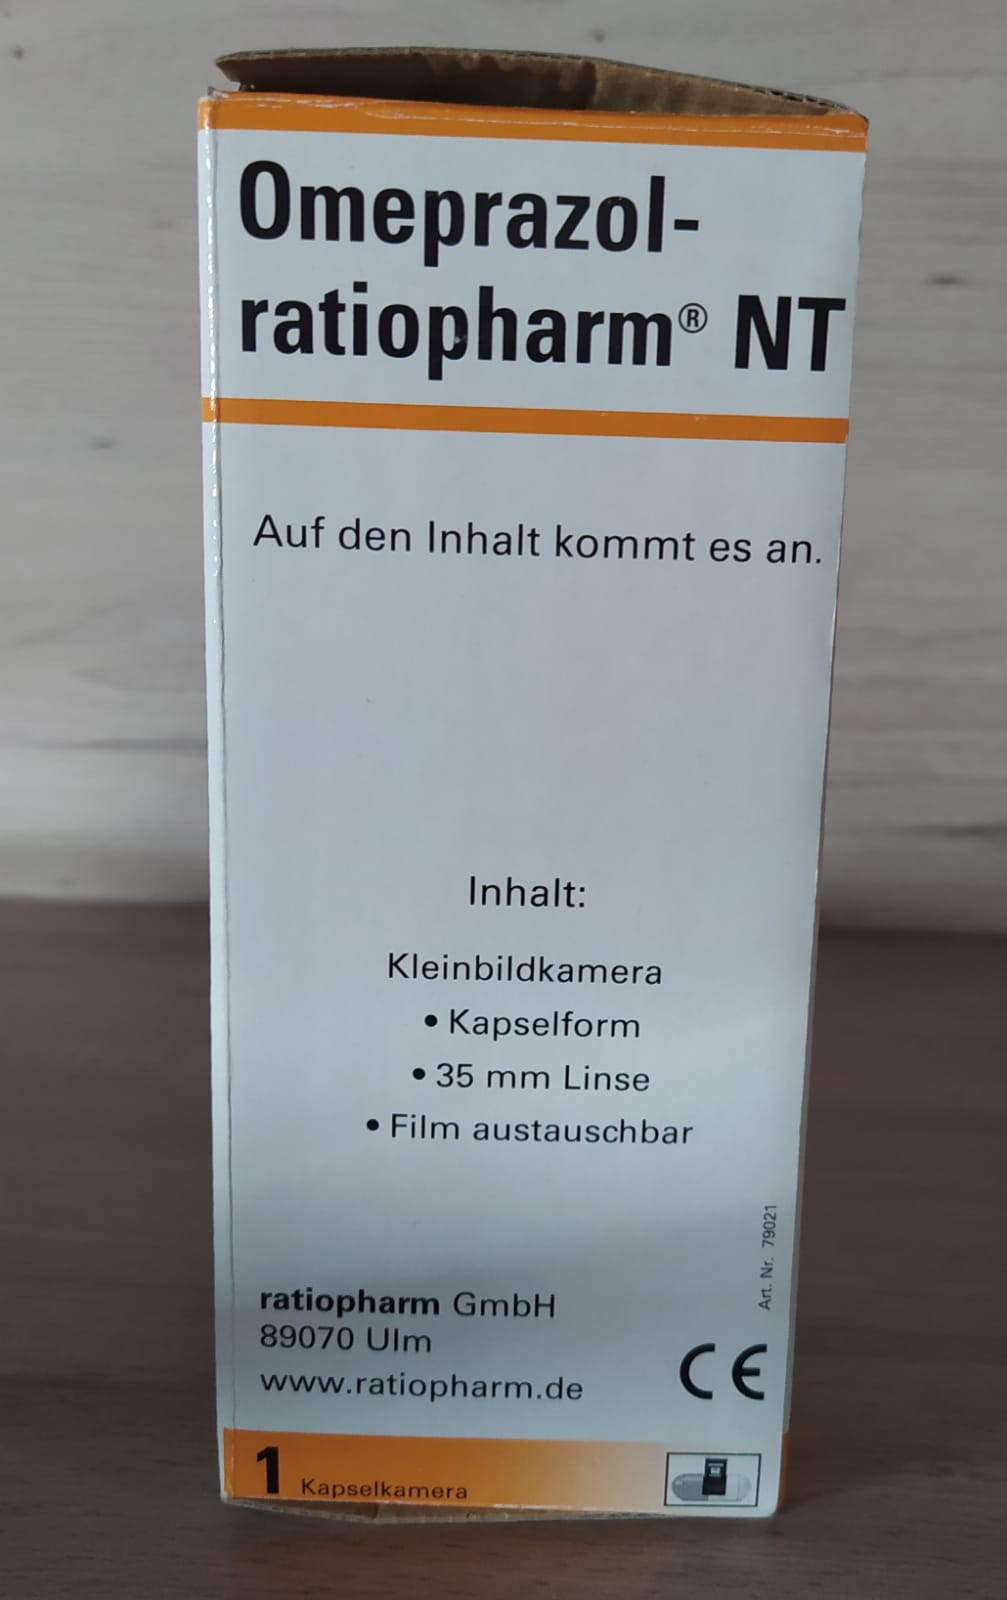 Omeprazol-
ratiopharm® NT
Auf den Inhalt kommt es an.
Inhalt:
Kleinbildkamera
• Kapselform
• 35 mm Linse
• Film austauschbar
Art. Nr. 79021
ratiopharm GmbH
89070 Ulm
www.ratiopharm.de
CE
1 Kapselkamera